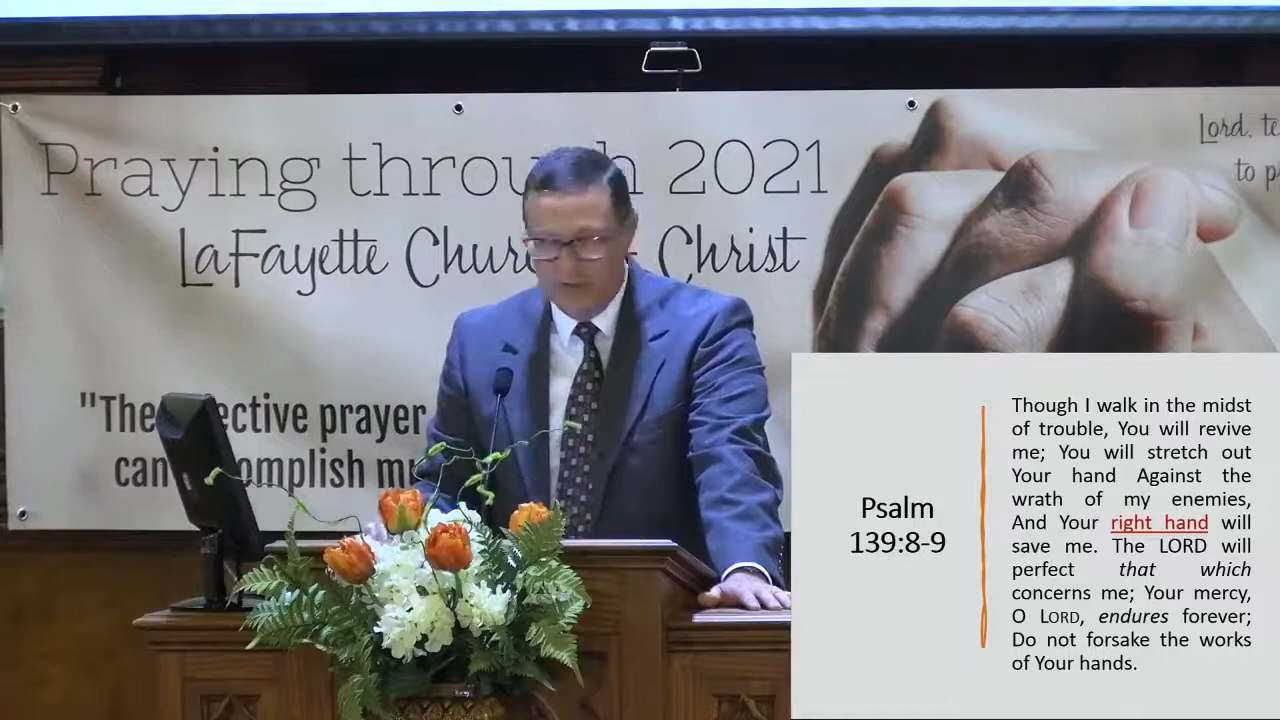 Praying throu h 2021
LaFayette Chur Christ
Lord, te
to p
"The ective prayer
can omplish mu
Psalm
139:8-9
Though I walk in the midst
of trouble, You will revive
me; You will stretch out
Your hand Against the
wrath of my enemies,
And Your right hand will
save me. The LORD will
perfect that which
concerns me; Your mercy,
O LORD, endures forever;
Do not forsake the works
of Your hands.